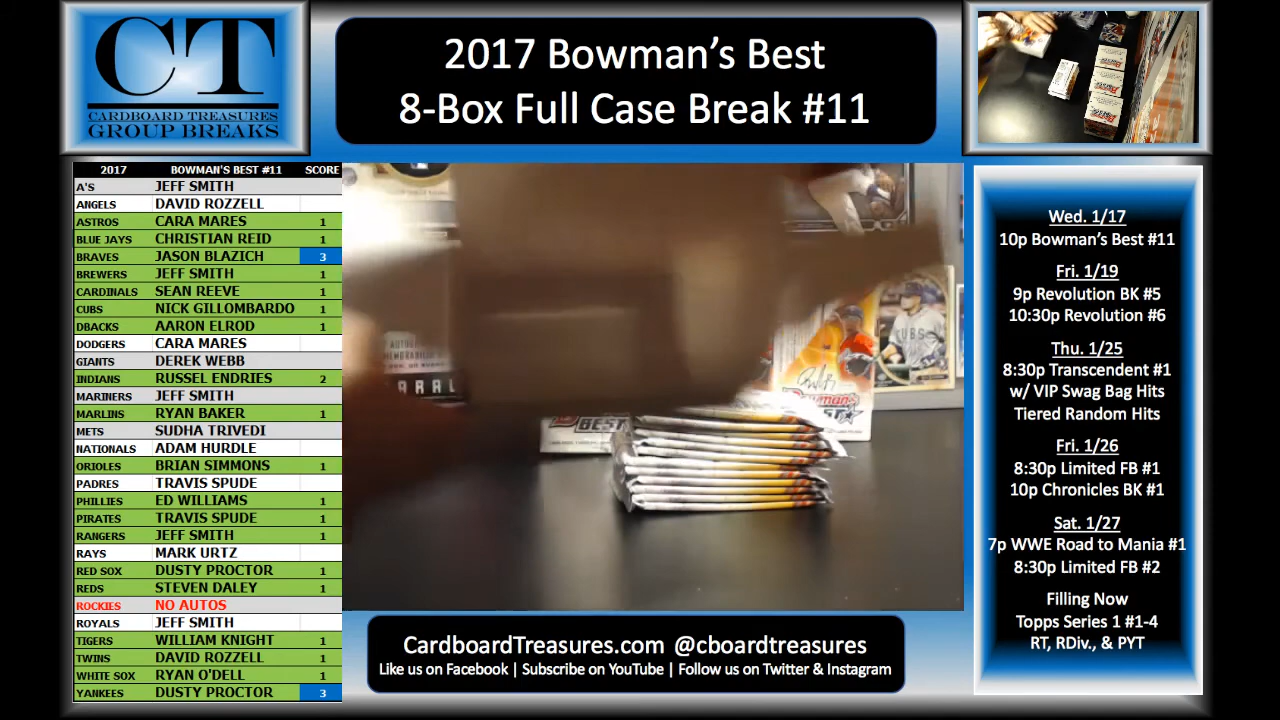 CT
CARDBOARD TREASURES
GROUP BREAKS
2017 Bowman's Best
8-Box Full Case Break #11
2017 BOWMAN'S BEST #11 SCORE
A'S JEFF SMITH
ANGELS DAVID ROZZELL
ASTROS CARA MARES 1
BLUE JAYS CHRISTIAN REID 1
BRAVES JASON BLAZICH 3
BREWERS JEFF SMITH 1
CARDINALS SEAN REEVE 1
CUBS NICK GILLOMBARDO 1
DBACKS AARON ELROD 1
DODGERS CARA MARES
GIANTS DEREK WEBB
INDIANS RUSSEL ENDRIES 2
MARINERS JEFF SMITH
MARLINS RYAN BAKER 1
METS SUDHA TRIVEDI
NATIONALS ADAM HURDLE
ORIOLES BRIAN SIMMONS 1
PADRES TRAVIS SPUDE
PHILLIES ED WILLIAMS 1
PIRATES TRAVIS SPUDE 1
RANGERS JEFF SMITH 1
RAYS MARK URTZ
RED SOX DUSTY PROCTOR 1
REDS STEVEN DALEY 1
ROCKIES NO AUTOS
ROYALS JEFF SMITH
TIGERS WILLIAM KNIGHT 1
TWINS DAVID ROZZELL 1
WHITE SOX RYAN O'DELL 1
YANKEES DUSTY PROCTOR 3
CUBS
Bowman's
BEST
BEST
CardboardTreasures.com @cboardtreasures
Like us on Facebook | Subscribe on YouTube | Follow us on Twitter & Instagram
Wed. 1/17
10p Bowman's Best #11
Fri. 1/19
9p Revolution BK #5
10:30p Revolution #6
Thu. 1/25
8:30p Transcendent #1
w/ VIP Swag Bag Hits
Tiered Random Hits
Fri. 1/26
8:30p Limited FB #1
10p Chronicles BK #1
Sat. 1/27
7p WWE Road to Mania #1
8:30p Limited FB #2
Filling Now
Topps Series 1 #1-4
RT, RDiv., & PYT